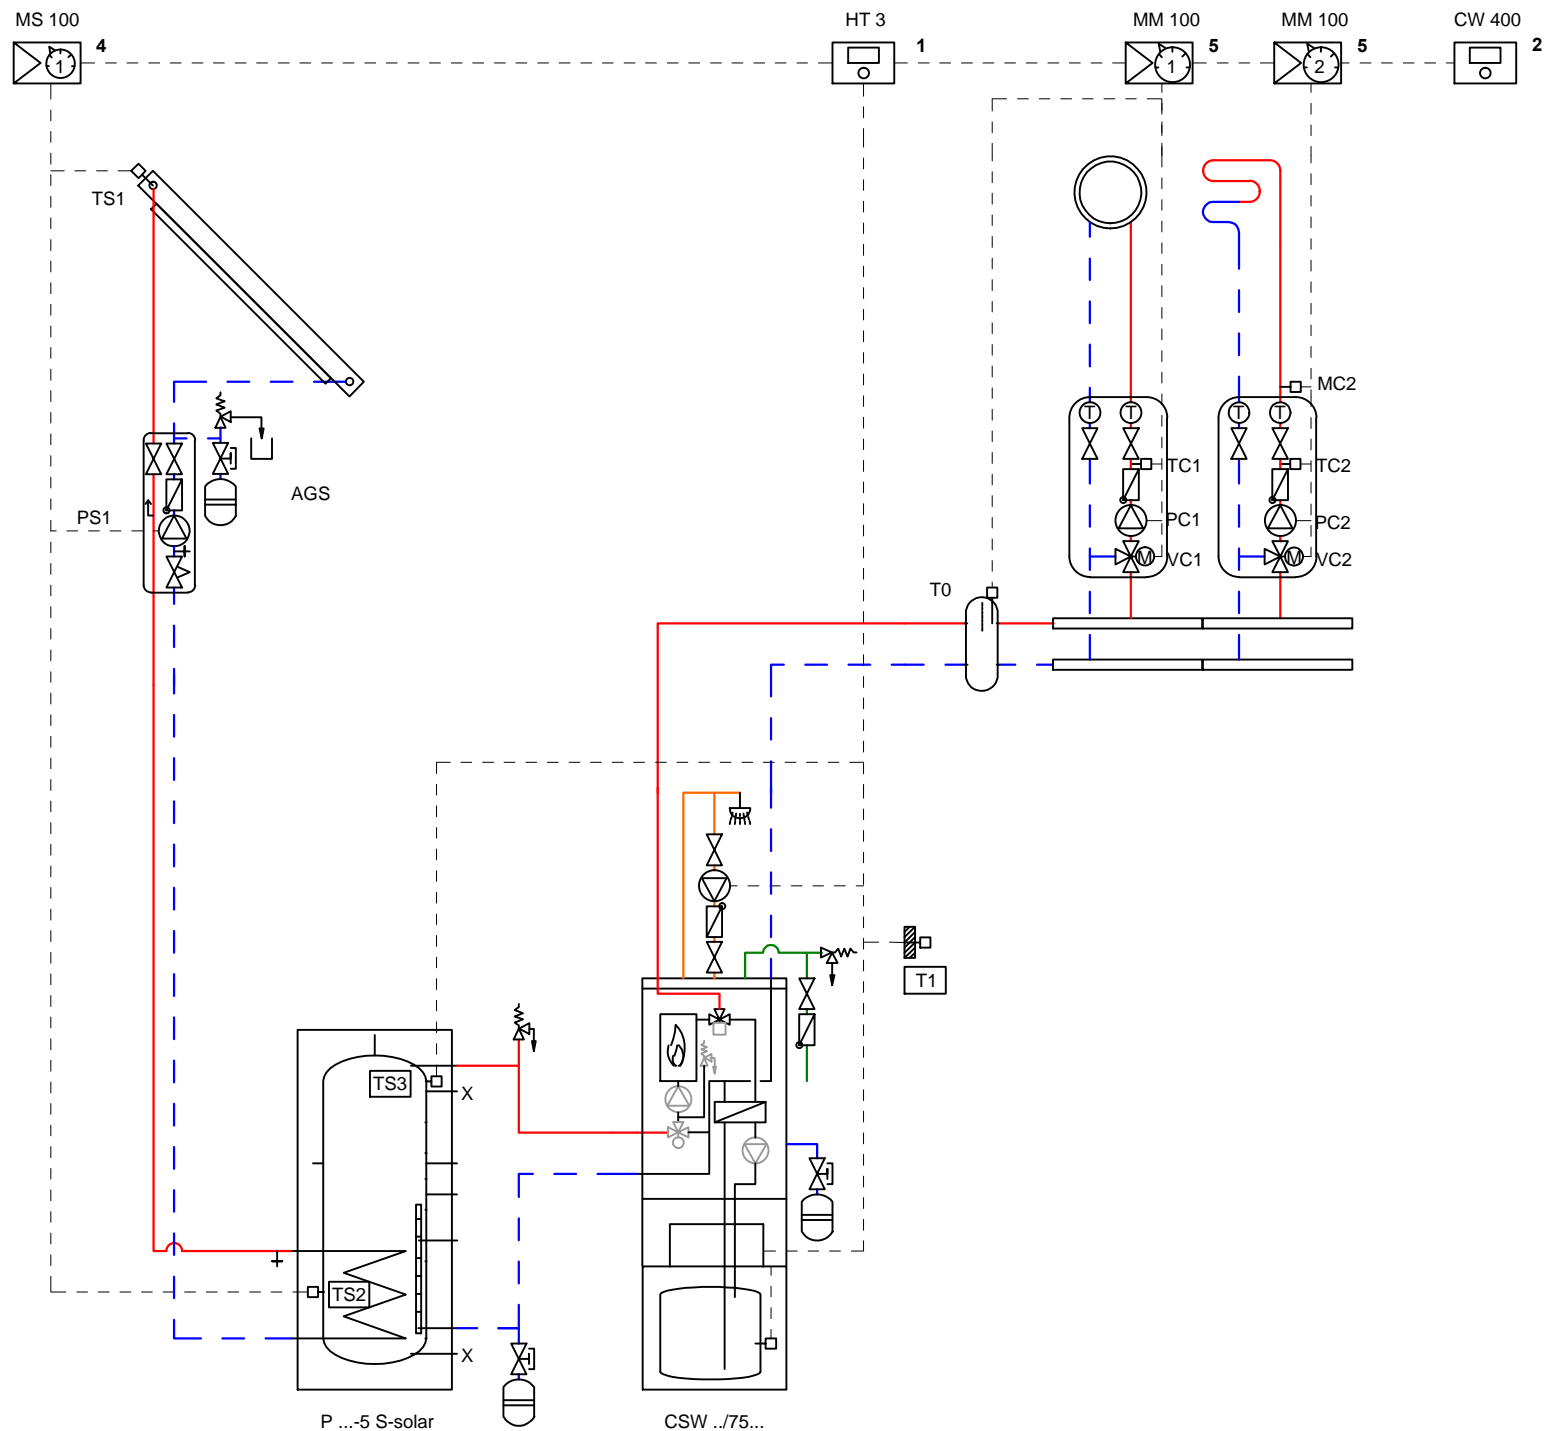 MS 100
HT 3
MM 100
MM 100
CW 400
4
1
5
5
2
1
1
2
TS1
MC2
T
T
T
T
TC1
TC2
AGS
PS1
PC1
PC2
M
VC1
M
VC2
T0
T1
TS3
X
TS2
X
P ...-5 S-solar
CSW ../75...